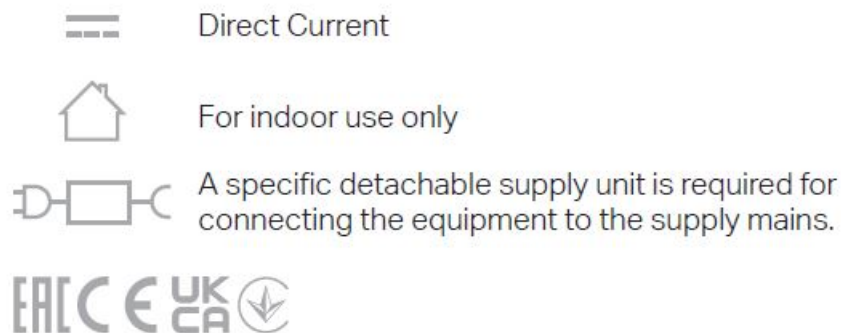 Direct Current
For indoor use only
A specific detachable supply unit is required for
connecting the equipment to the supply mains.
EAC CE UK
CA